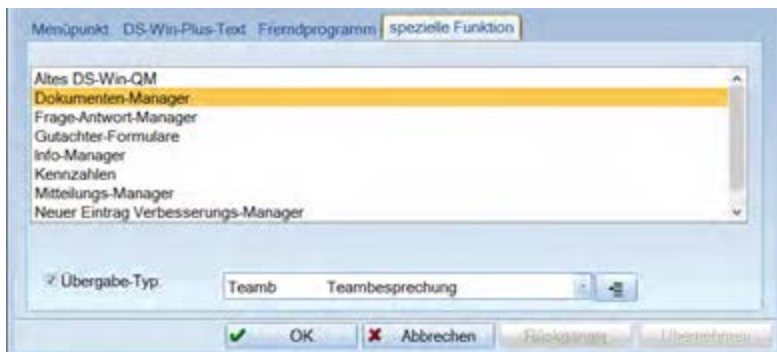 Menüpunkt DS-Win-Plus-Text Fremdprogramm spezielle Funktion
Altes DS-Win-QM
Dokumenten-Manager
Frage-Antwort-Manager
Gutachter-Formulare
Info-Manager
Kennzahlen
Mitteilungs-Manager
Neuer Eintrag Verbesserungs-Manager
Übergabe-Typ: Teamb Teambesprechung
OK Abbrechen Rückgängig Übernehmen